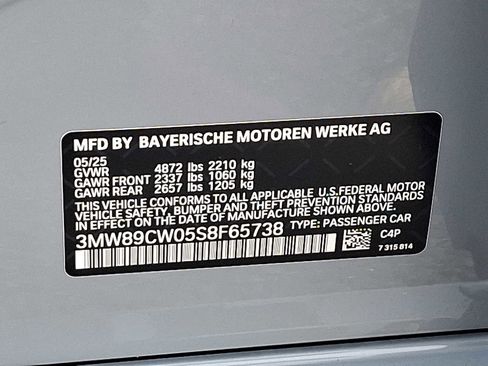 MFD BY BAYERISCHE MOTOREN WERKE AG
05/25
GVWR 4872 lbs 2210 kg
GAWR FRONT 2337 lbs 1060 kg
GAWR REAR 2657 lbs 1205 kg
THIS VEHICLE CONFORMS TO ALL APPLICABLE U.S.FEDERAL MOTOR
VEHICLE SAFETY, BUMPER, AND THEFT PREVENTION STANDARDS
IN EFFECT ON THE DATE OF MANUFACTURE SHOWN ABOVE.
3MW89CW05S8F65738 TYPE: PASSENGER CAR
C4P
7 315 814